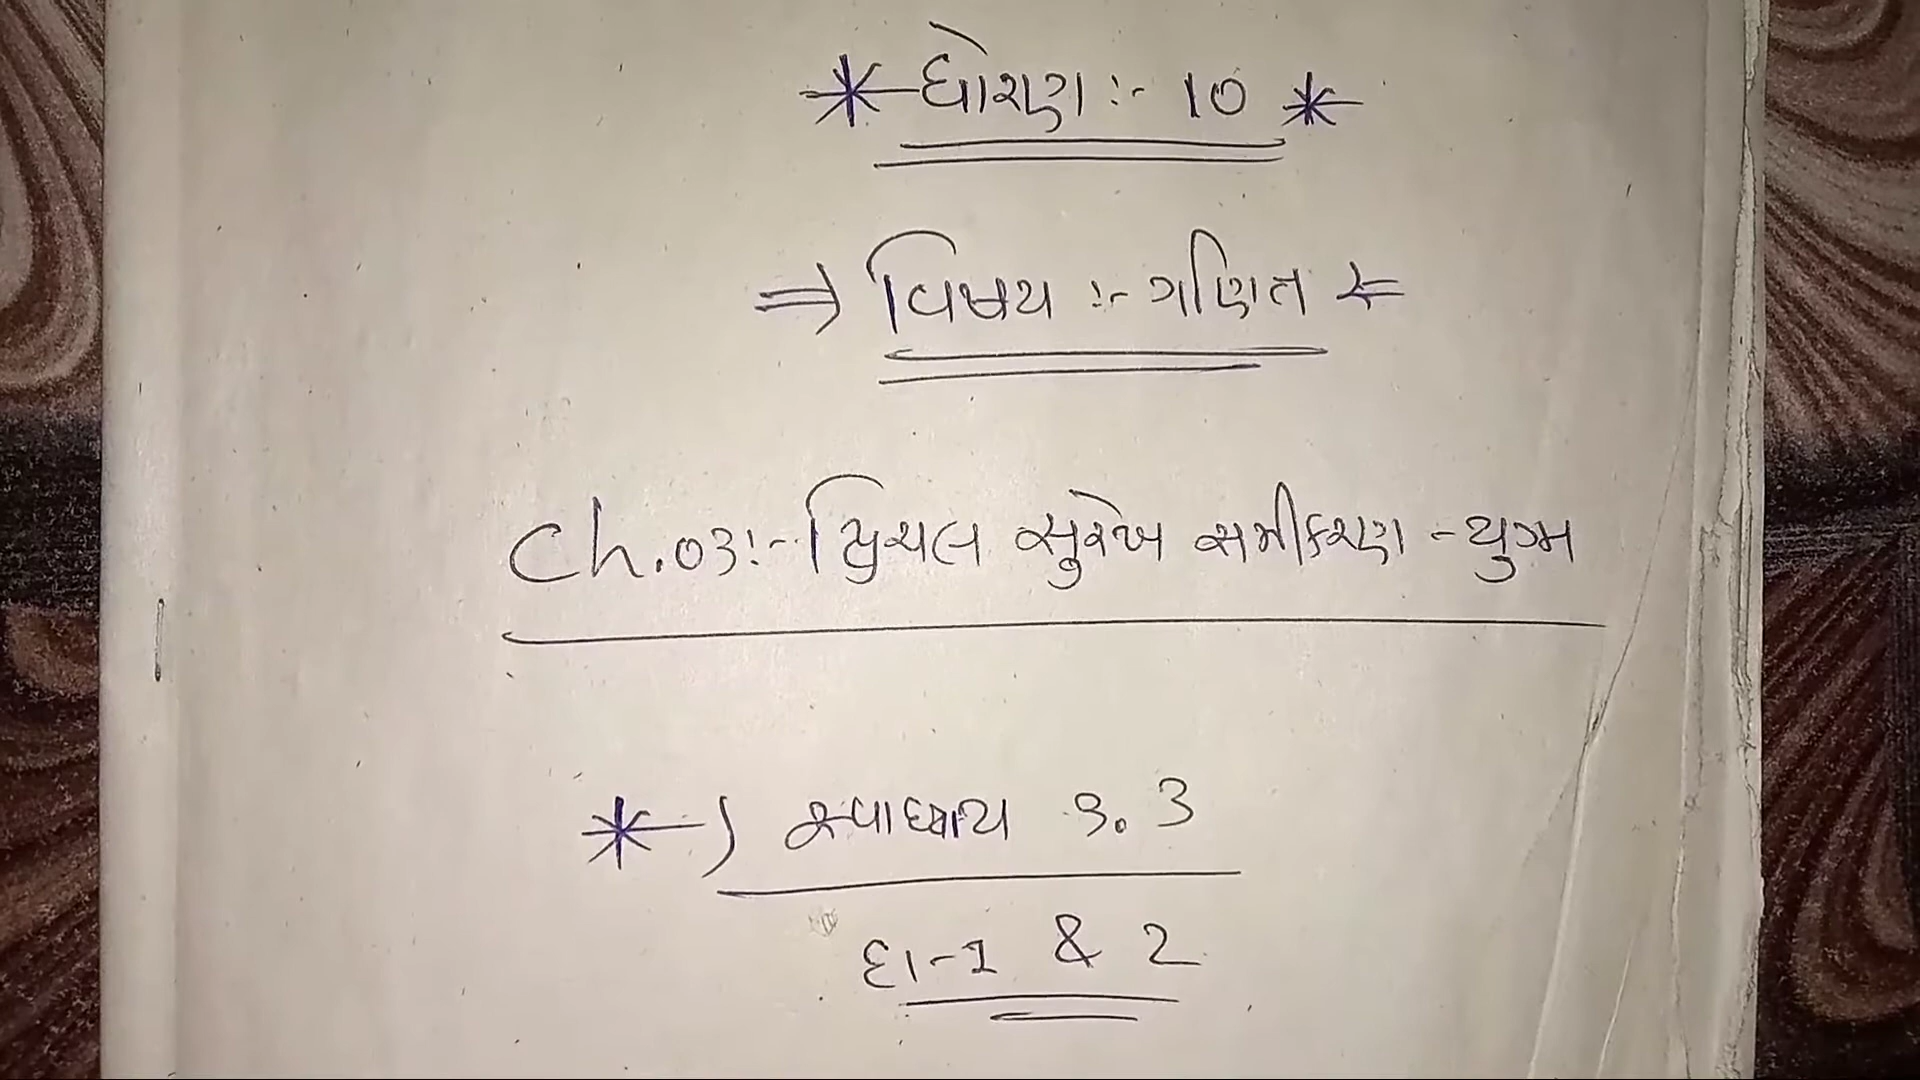 * ધોરણ :- 10 *
⇒ વિષય :- ગણિત ⇐
Ch.03:- દ્વિચલ સુરેખ સમીકરણ - યુગ્મ
*→) સ્વાધ્યાય 3.3
દા-1 & 2